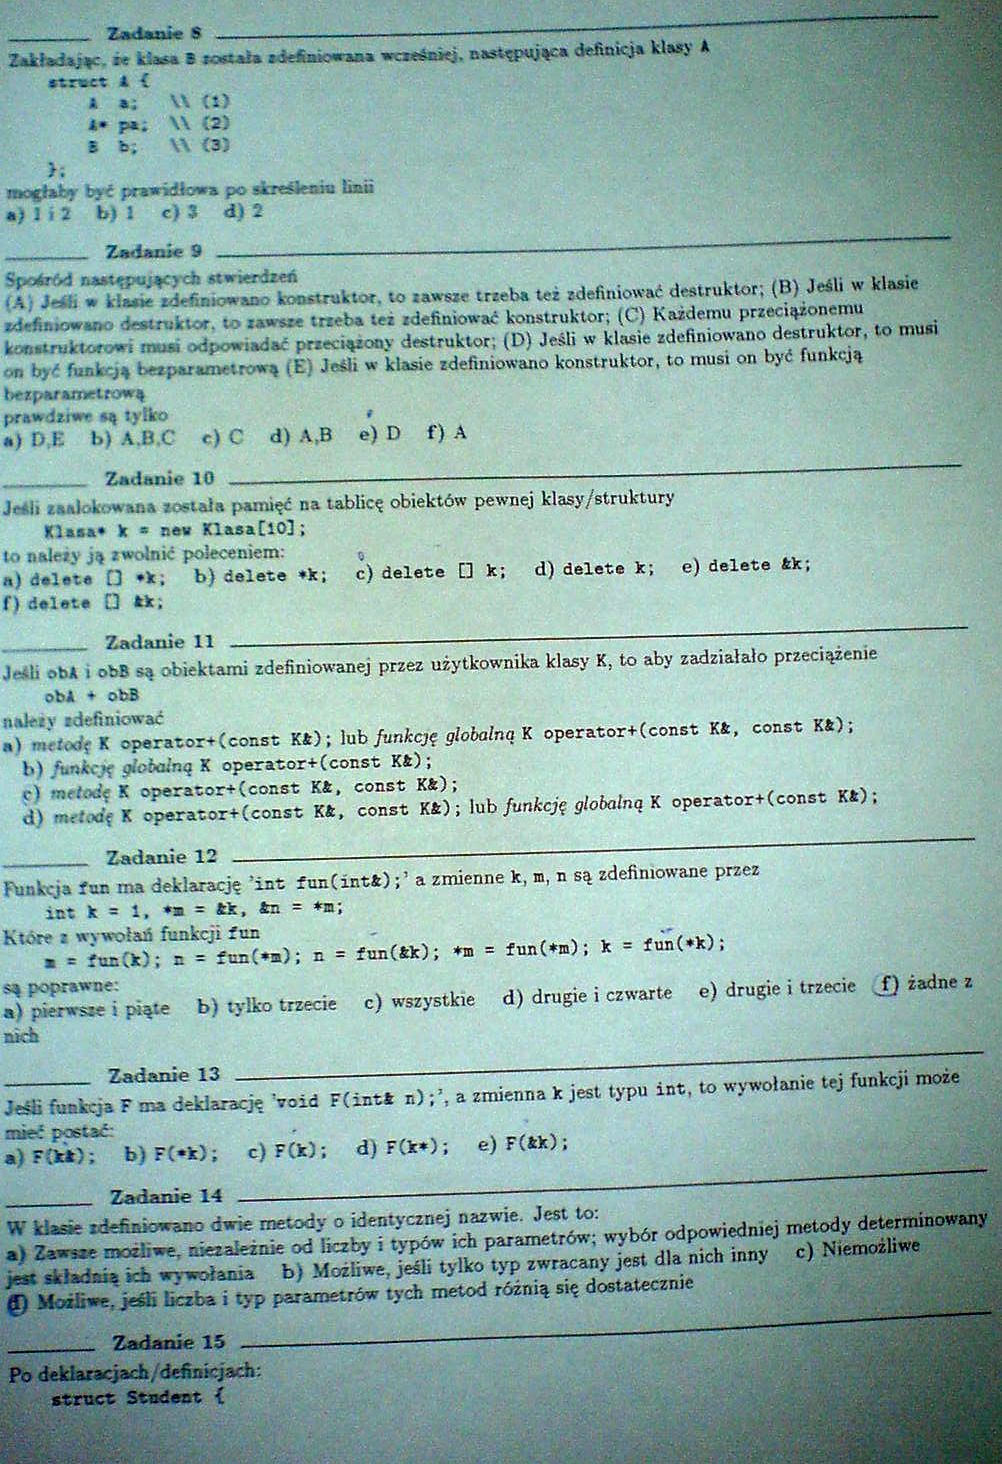 Zadanie 8
Zakładając, że klasa B została zdefiniowana wcześniej, następująca definicja klasy A
struct A {
A a; \\ (1)
A* pa; \\ (2)
B b; \\ (3)
};
mogłaby być prawidłowa po skreśleniu linii
a) 1 i 2 b) 1 c) 3 d) 2
Zadanie 9
Spośród następujących stwierdzeń
(A) Jeśli w klasie zdefiniowano konstruktor, to zawsze trzeba też zdefiniować destruktor; (B) Jeśli w klasie
zdefiniowano destruktor, to zawsze trzeba też zdefiniować konstruktor; (C) Każdemu przeciążonemu
konstruktorowi musi odpowiadać przeciążony destruktor; (D) Jeśli w klasie zdefiniowano destruktor, to musi
on być funkcją bezparametrową (E) Jeśli w klasie zdefiniowano konstruktor, to musi on być funkcją
bezparametrową
prawdziwe są tylko
a) D,E b) A,B,C c) C d) A,B e) D f) A
Zadanie 10
Jeśli zaalokowana została pamięć na tablicę obiektów pewnej klasy/struktury
Klasa* k = new Klasa[10];
to należy ją zwolnić poleceniem:
a) delete [] *k; b) delete *k; c) delete [] k; d) delete k; e) delete &k;
f) delete [] &k;
Zadanie 11
Jeśli obA i obB są obiektami zdefiniowanej przez użytkownika klasy K, to aby zadziałało przeciążenie
obA + obB
należy zdefiniować
a) metodę K operator+(const K&); lub funkcję globalną K operator+(const K&, const K&);
b) funkcję globalną K operator+(const K&);
c) metodę K operator+(const K&, const K&);
d) metodę K operator+(const K&, const K&); lub funkcję globalną K operator+(const K&);
Zadanie 12
Funkcja fun ma deklarację 'int fun(int&);' a zmienne k, m, n są zdefiniowane przez
int k = 1, *m = &k, &n = *m;
Które z wywołań funkcji fun
m = fun(k); n = fun(*m); n = fun(&k); *m = fun(*m); k = fun(*k);
są poprawne:
a) pierwsze i piąte b) tylko trzecie c) wszystkie d) drugie i czwarte e) drugie i trzecie f) żadne z
nich
Zadanie 13
Jeśli funkcja F ma deklarację 'void F(int& n);', a zmienna k jest typu int, to wywołanie tej funkcji może
mieć postać:
a) F(k&); b) F(*k); c) F(k); d) F(k*); e) F(&k);
Zadanie 14
W klasie zdefiniowano dwie metody o identycznej nazwie. Jest to:
a) Zawsze możliwe, niezależnie od liczby i typów ich parametrów; wybór odpowiedniej metody determinowany
jest składnią ich wywołania b) Możliwe, jeśli tylko typ zwracany jest dla nich inny c) Niemożliwe
d) Możliwe, jeśli liczba i typ parametrów tych metod różnią się dostatecznie
Zadanie 15
Po deklaracjach/definicjach:
struct Student {